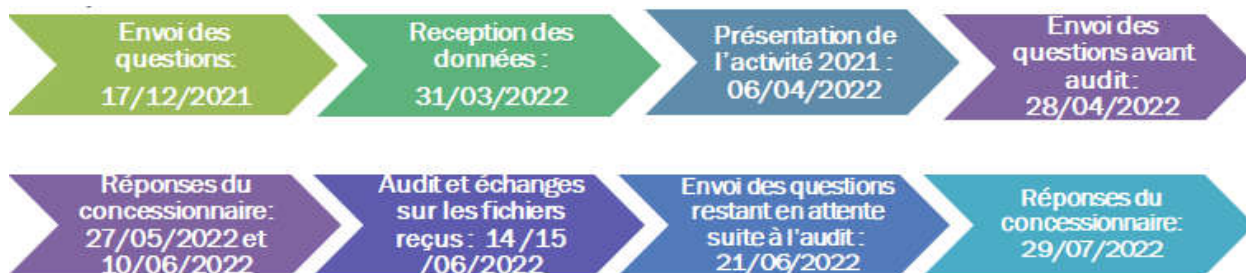 Envoi des
questions:
17/12/2021
Reception des
données :
31/03/2022
Présentation de
l'activité 2021 :
06/04/2022
Envoi des
questions avant
audit:
28/04/2022
Réponses du
concessionnaire:
27/05/2022 et
10/06/2022
Audit et échanges
sur les fichiers
reçus : 14 /15
/06/2022
Envoi des questions
restant en attente
suite à l'audit :
21/06/2022
Réponses du
concessionnaire:
29/07/2022